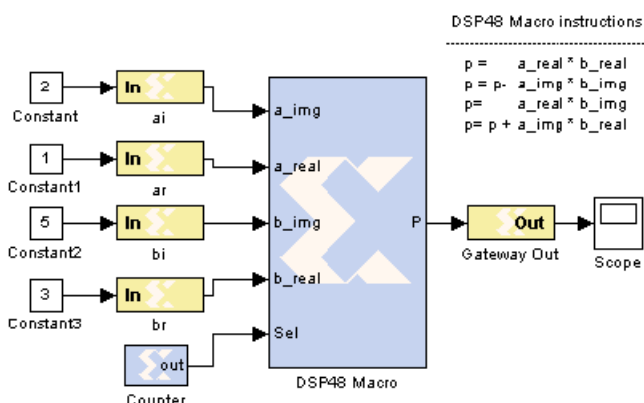 DSP48 Macro instructions
p = a_real * b_real
p = p- a_img * b_img
p= a_real * b_img
p= p + a_img * b_real
2
Constant
In
ai
a_img
1
Constant1
In
ar
a_real
5
Constant2
In
bi
b_img
P
Out
Gateway Out
Scope
3
Constant3
In
br
b_real
out
Counter
Sel
DSP48 Macro